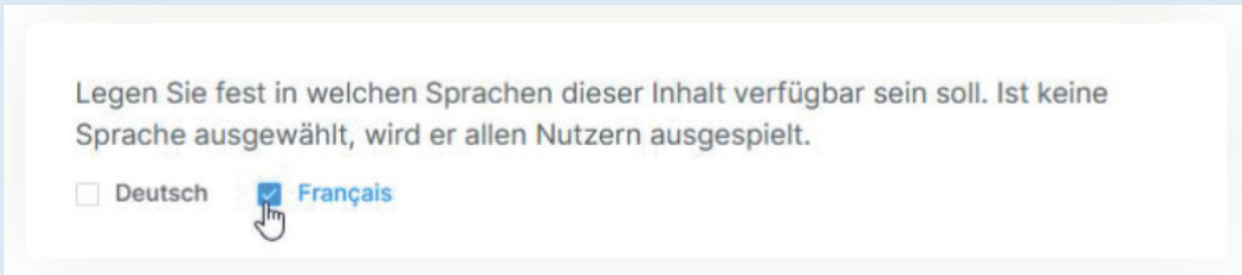 Legen Sie fest in welchen Sprachen dieser Inhalt verfügbar sein soll. Ist keine
Sprache ausgewählt, wird er allen Nutzern ausgespielt.
Deutsch Français